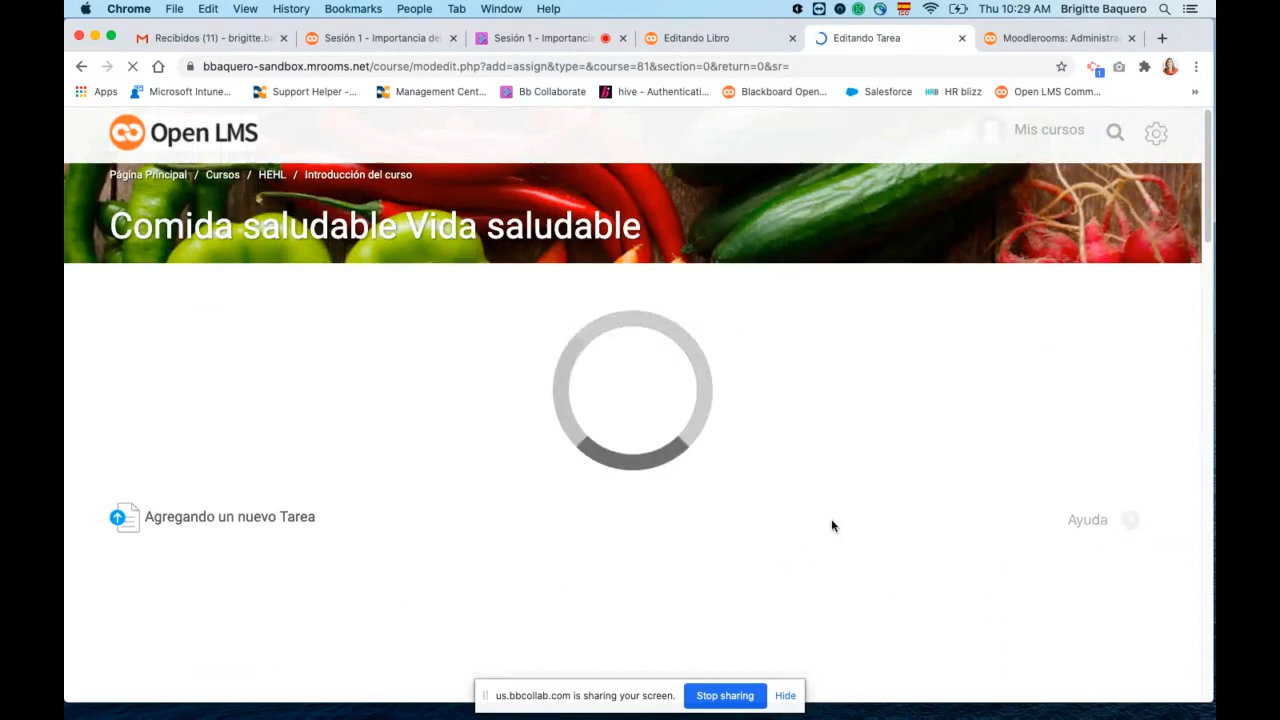 Chrome File Edit View History Bookmarks People Tab Window Help Thu 10:29 AM Brigitte Baquero
Recibidos (11) - brigitte.b Sesión 1 - Importancia de Sesión 1 - Importancia Editando Libro Editando Tarea Moodlerooms: Administra
bbaquero-sandbox.mrooms.net/course/modedit.php?add=assign&type=&course=81&section=0&return=0&sr=
Apps Microsoft Intune... Support Helper -... Management Cent... Bb Collaborate hive - Authenticati... Blackboard Open... Salesforce HRB HR blizz Open LMS Comm... »
Open LMS Mis cursos
Página Principal / Cursos / HEHL / Introducción del curso
Comida saludable Vida saludable
Agregando un nuevo Tarea Ayuda
us.bbcollab.com is sharing your screen. Stop sharing Hide